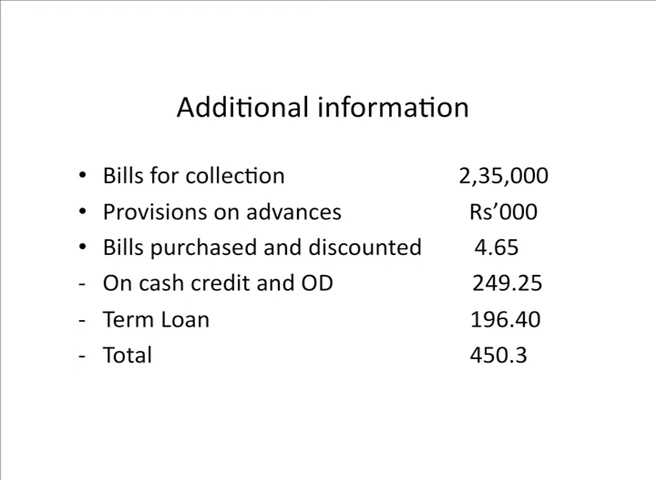 Additional information
• Bills for collection 2,35,000
• Provisions on advances Rs’000
• Bills purchased and discounted 4.65
- On cash credit and OD 249.25
- Term Loan 196.40
- Total 450.3